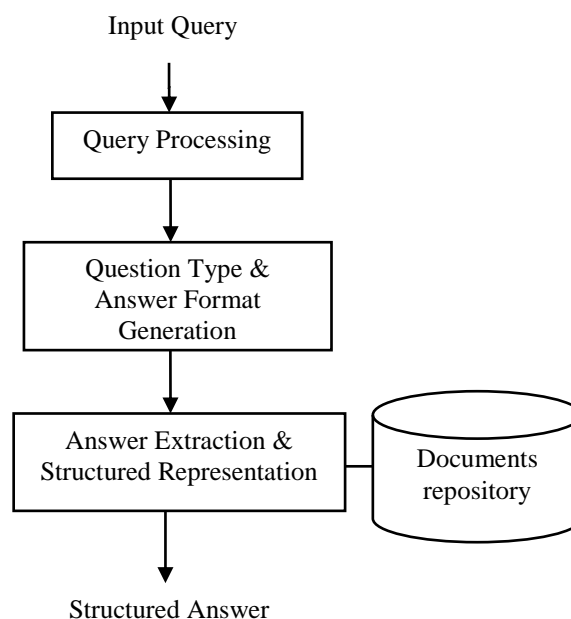 Input Query
Query Processing
Question Type &
Answer Format
Generation
Answer Extraction &
Structured Representation
Documents
repository
Structured Answer